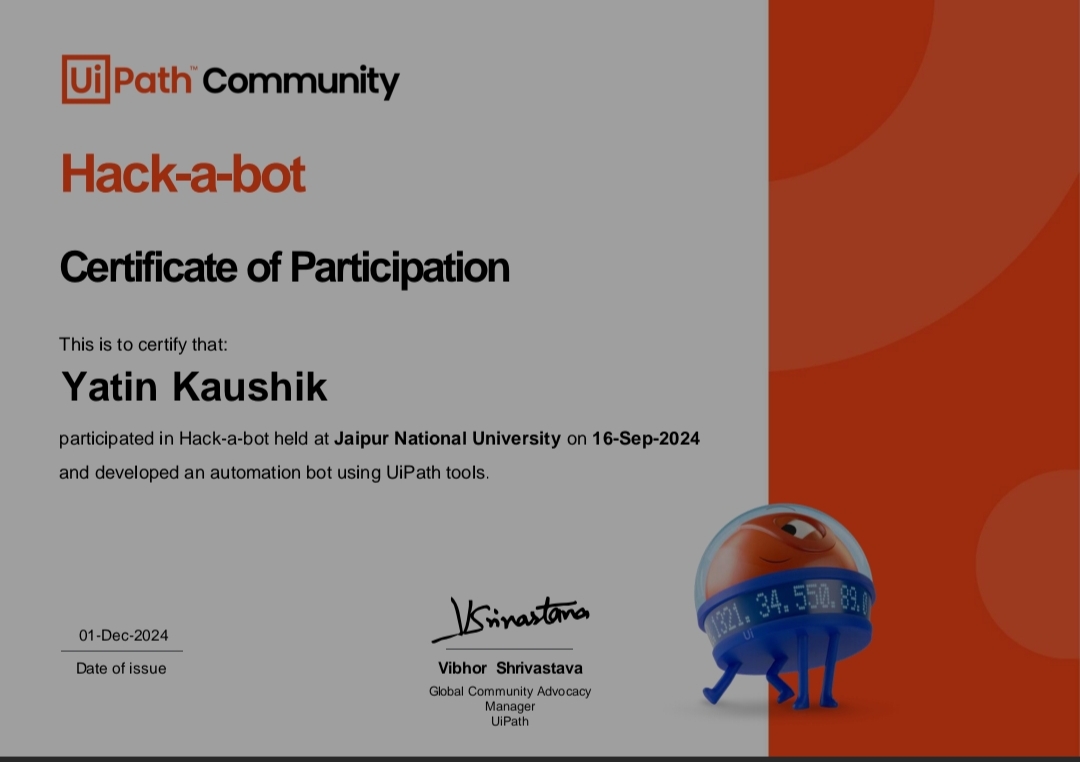 UiPath™ Community
Hack-a-bot
Certificate of Participation
This is to certify that:
Yatin Kaushik
participated in Hack-a-bot held at Jaipur National University on 16-Sep-2024
and developed an automation bot using UiPath tools.
1321. 34. 550. 89.
UI
VSrivastava
01-Dec-2024
Date of issue
Vibhor Shrivastava
Global Community Advocacy
Manager
UiPath